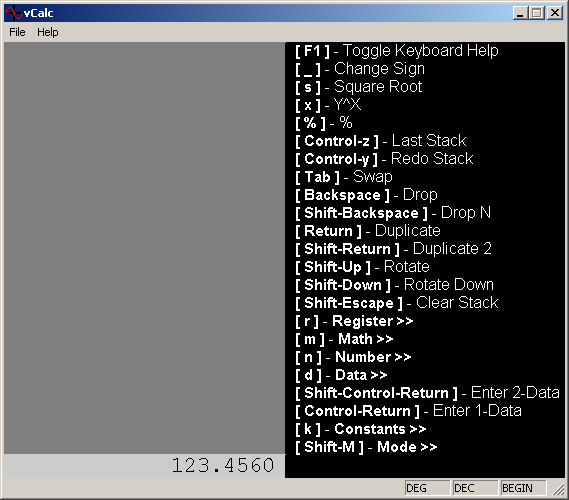 vCalc
File Help
[ F1 ] - Toggle Keyboard Help
[ _ ] - Change Sign
[ s ] - Square Root
[ x ] - Y^X
[ % ] - %
[ Control-z ] - Last Stack
[ Control-y ] - Redo Stack
[ Tab ] - Swap
[ Backspace ] - Drop
[ Shift-Backspace ] - Drop N
[ Return ] - Duplicate
[ Shift-Return ] - Duplicate 2
[ Shift-Up ] - Rotate
[ Shift-Down ] - Rotate Down
[ Shift-Escape ] - Clear Stack
[ r ] - Register >>
[ m ] - Math >>
[ n ] - Number >>
[ d ] - Data >>
[ Shift-Control-Return ] - Enter 2-Data
[ Control-Return ] - Enter 1-Data
[ k ] - Constants >>
[ Shift-M ] - Mode >>
123.4560
DEG DEC BEGIN